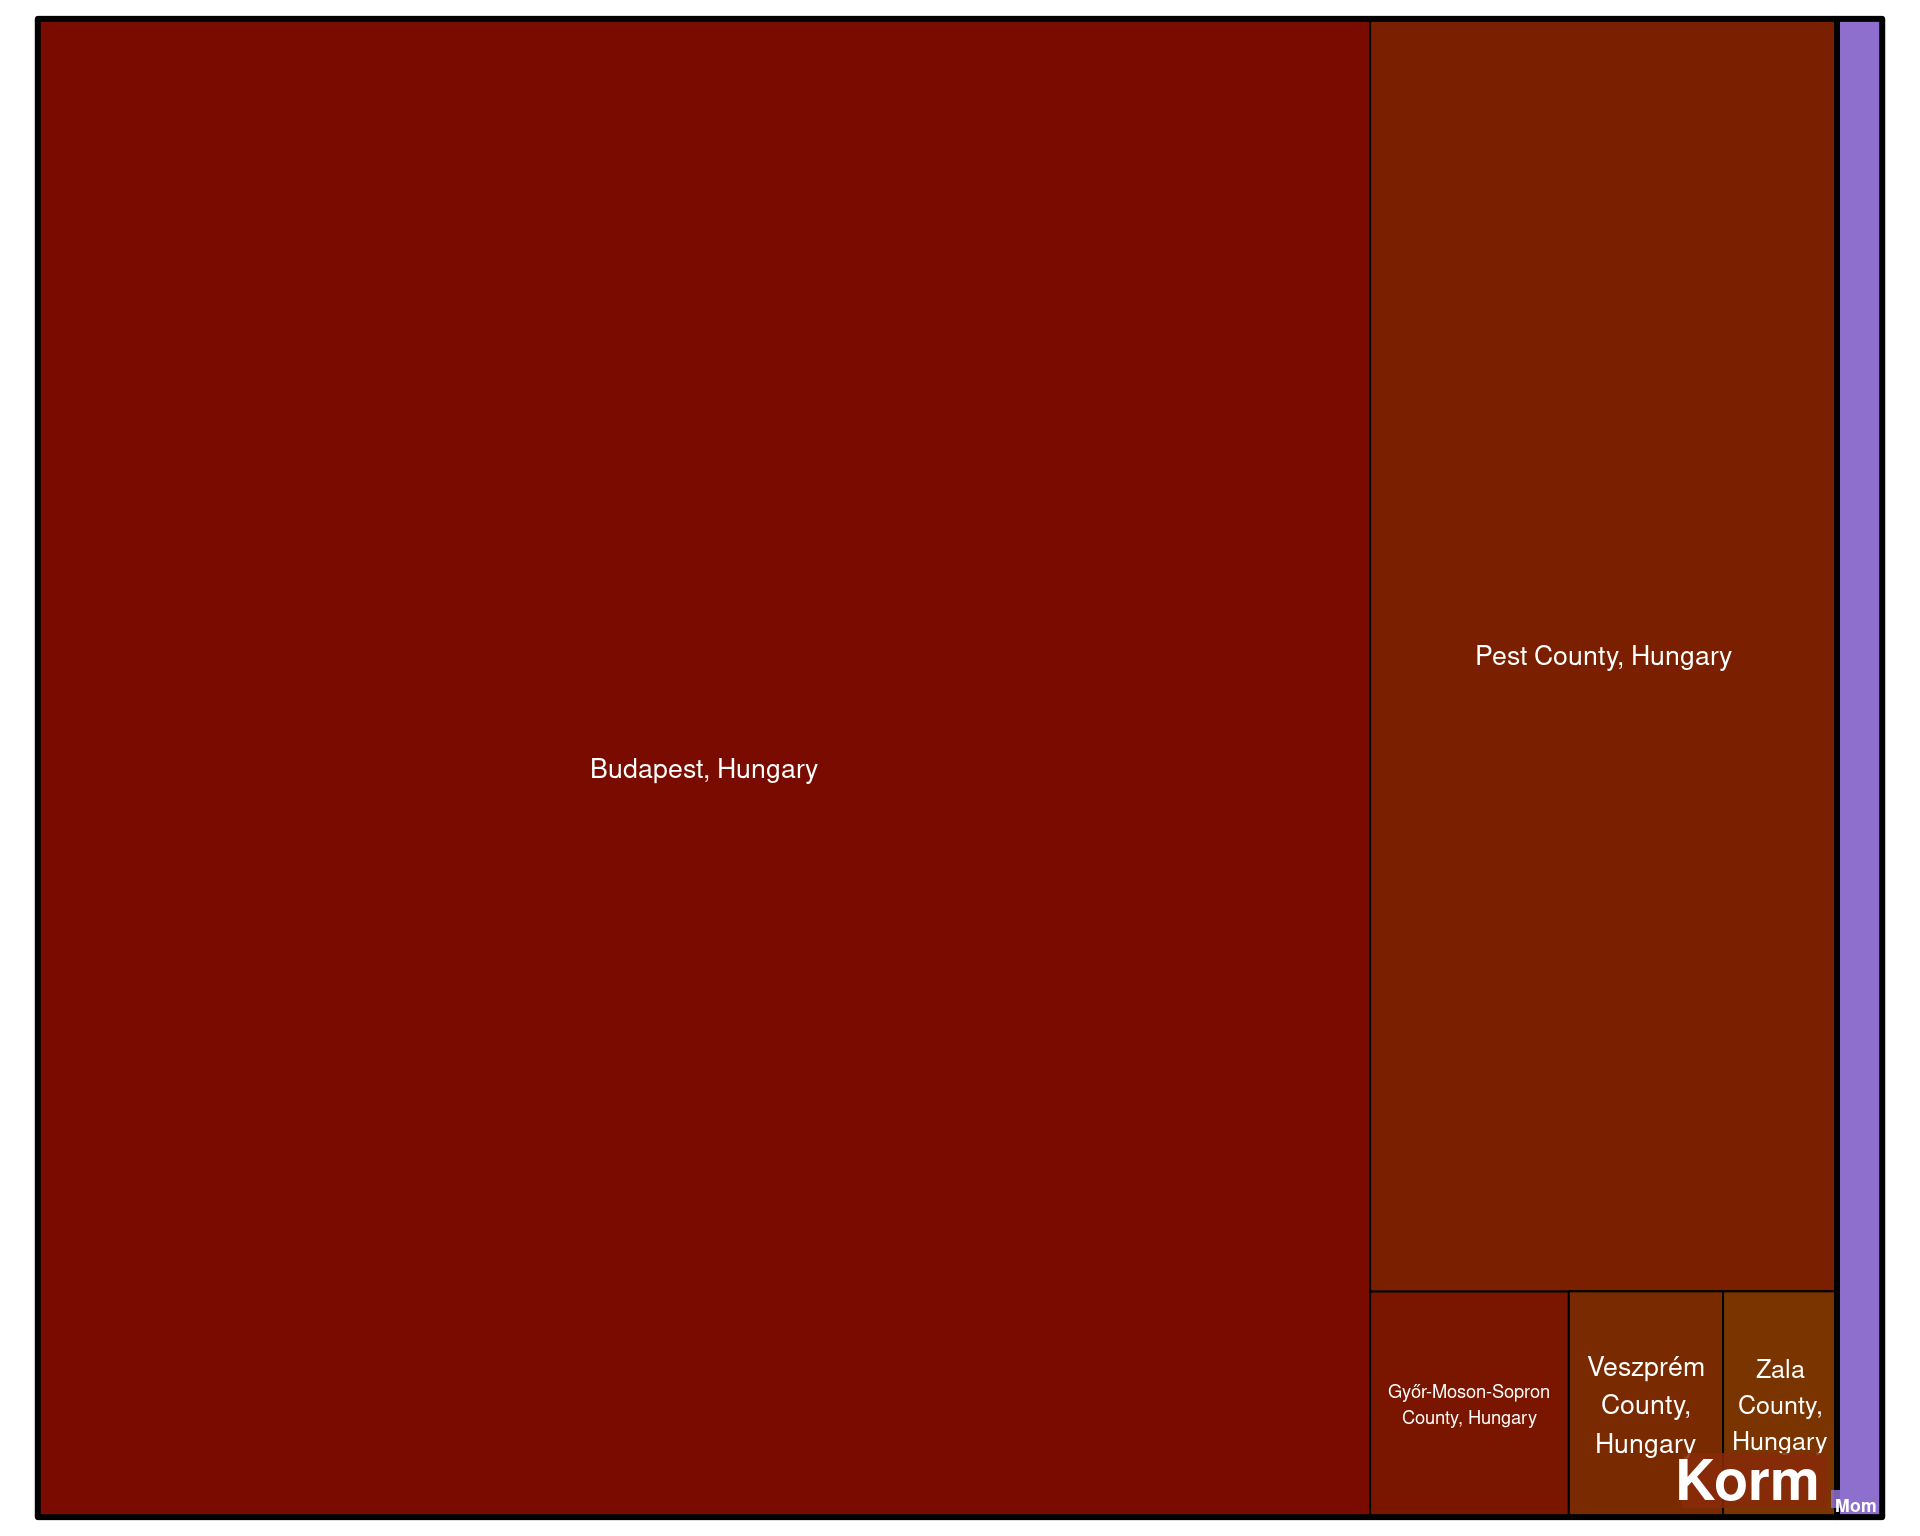 Budapest, Hungary
Pest County, Hungary
Győr-Moson-Sopron
County, Hungary
Veszprém
County,
Hungary
Zala
County,
Hungary
Korm
Mom